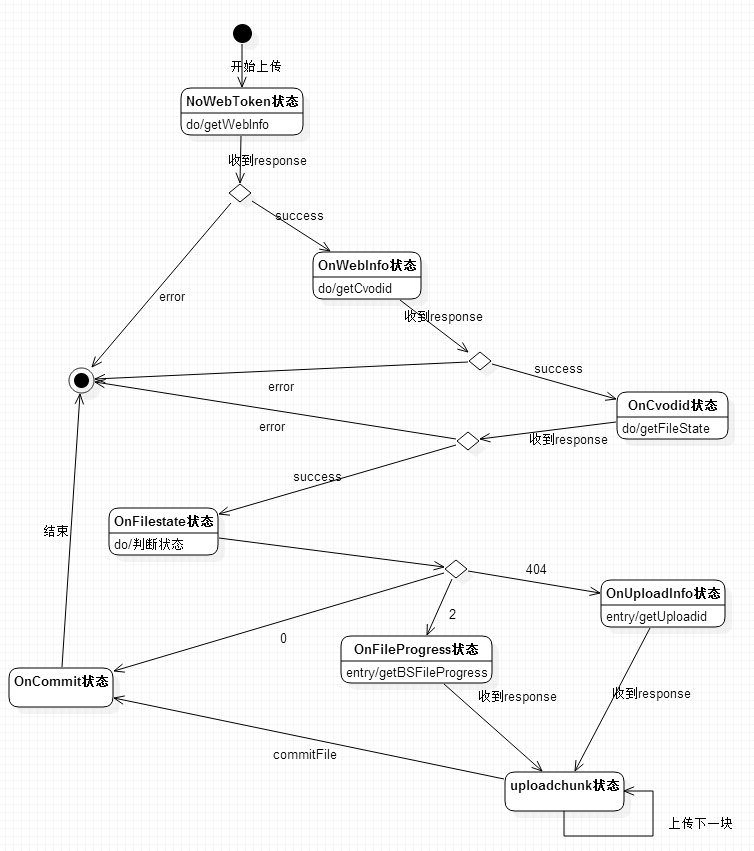 开始上传
NoWebToken状态
do/getWebInfo
收到response
success
OnWebInfo状态
do/getCvodid
error
收到response
success
error
OnCvodid状态
do/getFileState
error
收到response
success
OnFilestate状态
do/判断状态
结束
404
OnUploadInfo状态
entry/getUploadid
2
0
OnFileProgress状态
entry/getBSFileProgress
OnCommit状态
收到response
收到response
commitFile
uploadchunk状态
上传下一块